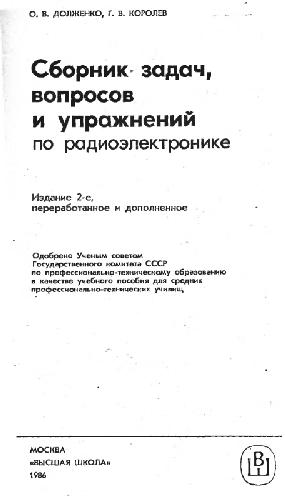 О. В. ДОЛЖЕНКО, Г. В. КОРОЛЕВ
Сборник задач,
вопросов
и упражнений
по радиоэлектронике
Издание 2-е,
переработанное и дополненное
Одобрено Ученым советом
Государственного комитета СССР
по профессионально-техническому образованию
в качестве учебного пособия для средних
профессионально-технических училищ
МОСКВА
«ВЫСШАЯ ШКОЛА»
1986
В
Ш